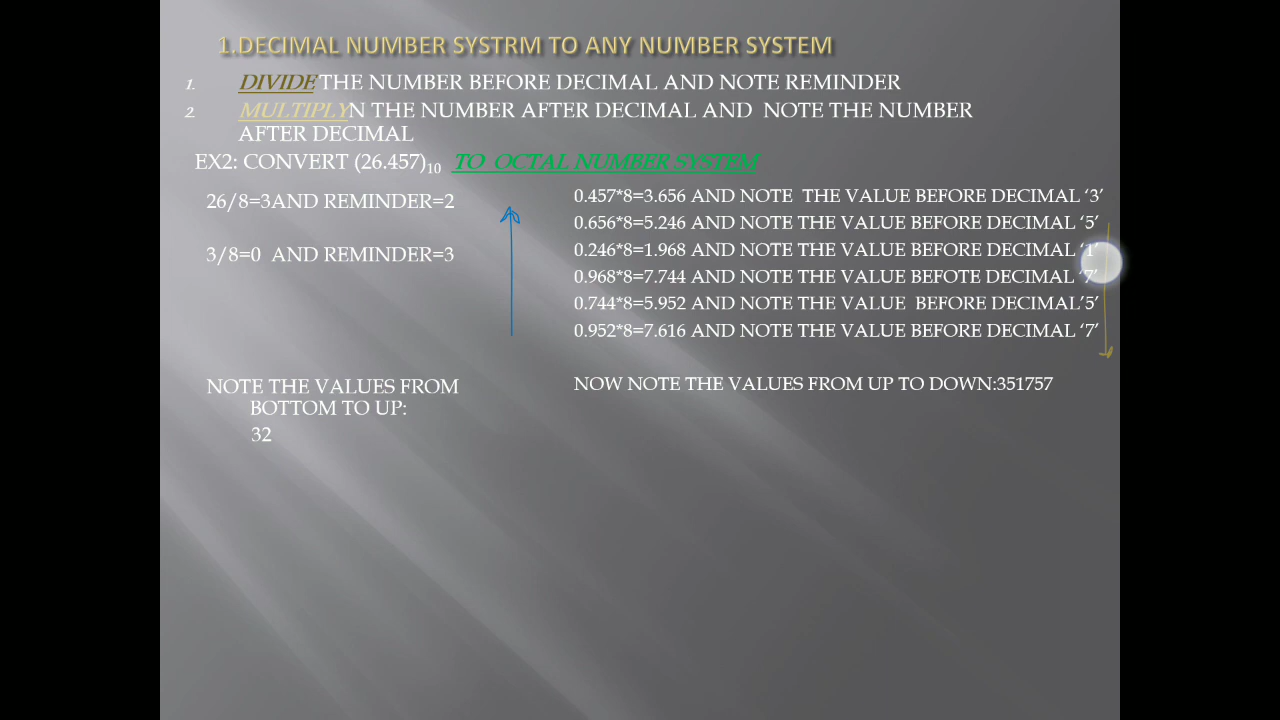 1.DECIMAL NUMBER SYSTRM TO ANY NUMBER SYSTEM
1. DIVIDE THE NUMBER BEFORE DECIMAL AND NOTE REMINDER
2. MULTIPLYN THE NUMBER AFTER DECIMAL AND NOTE THE NUMBER
AFTER DECIMAL
EX2: CONVERT (26.457)10 TO OCTAL NUMBER SYSTEM
26/8=3AND REMINDER=2
3/8=0 AND REMINDER=3
NOTE THE VALUES FROM
BOTTOM TO UP:
32
0.457*8=3.656 AND NOTE THE VALUE BEFORE DECIMAL ‘3’
0.656*8=5.246 AND NOTE THE VALUE BEFORE DECIMAL ‘5’
0.246*8=1.968 AND NOTE THE VALUE BEFORE DECIMAL ‘1’
0.968*8=7.744 AND NOTE THE VALUE BEFOTE DECIMAL ‘7’
0.744*8=5.952 AND NOTE THE VALUE BEFORE DECIMAL’5’
0.952*8=7.616 AND NOTE THE VALUE BEFORE DECIMAL ‘7’
NOW NOTE THE VALUES FROM UP TO DOWN:351757